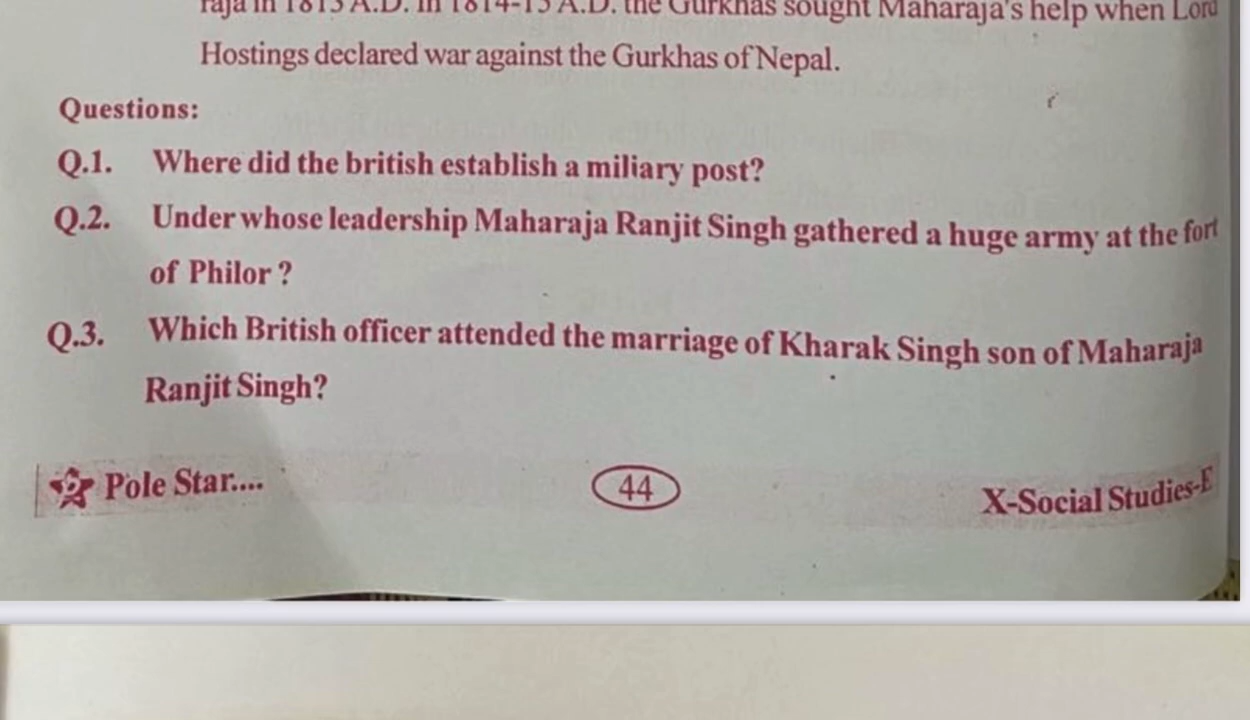 raja in 1813 A.D. In 1814-15 A.D. the Gurkhas sought Maharaja's help when Lord
Hostings declared war against the Gurkhas of Nepal.
Questions:
Q.1. Where did the british establish a miliary post?
Q.2. Under whose leadership Maharaja Ranjit Singh gathered a huge army at the fort
of Philor ?
Q.3. Which British officer attended the marriage of Kharak Singh son of Maharaja
Ranjit Singh?
Pole Star.... 44 X-Social Studies-E